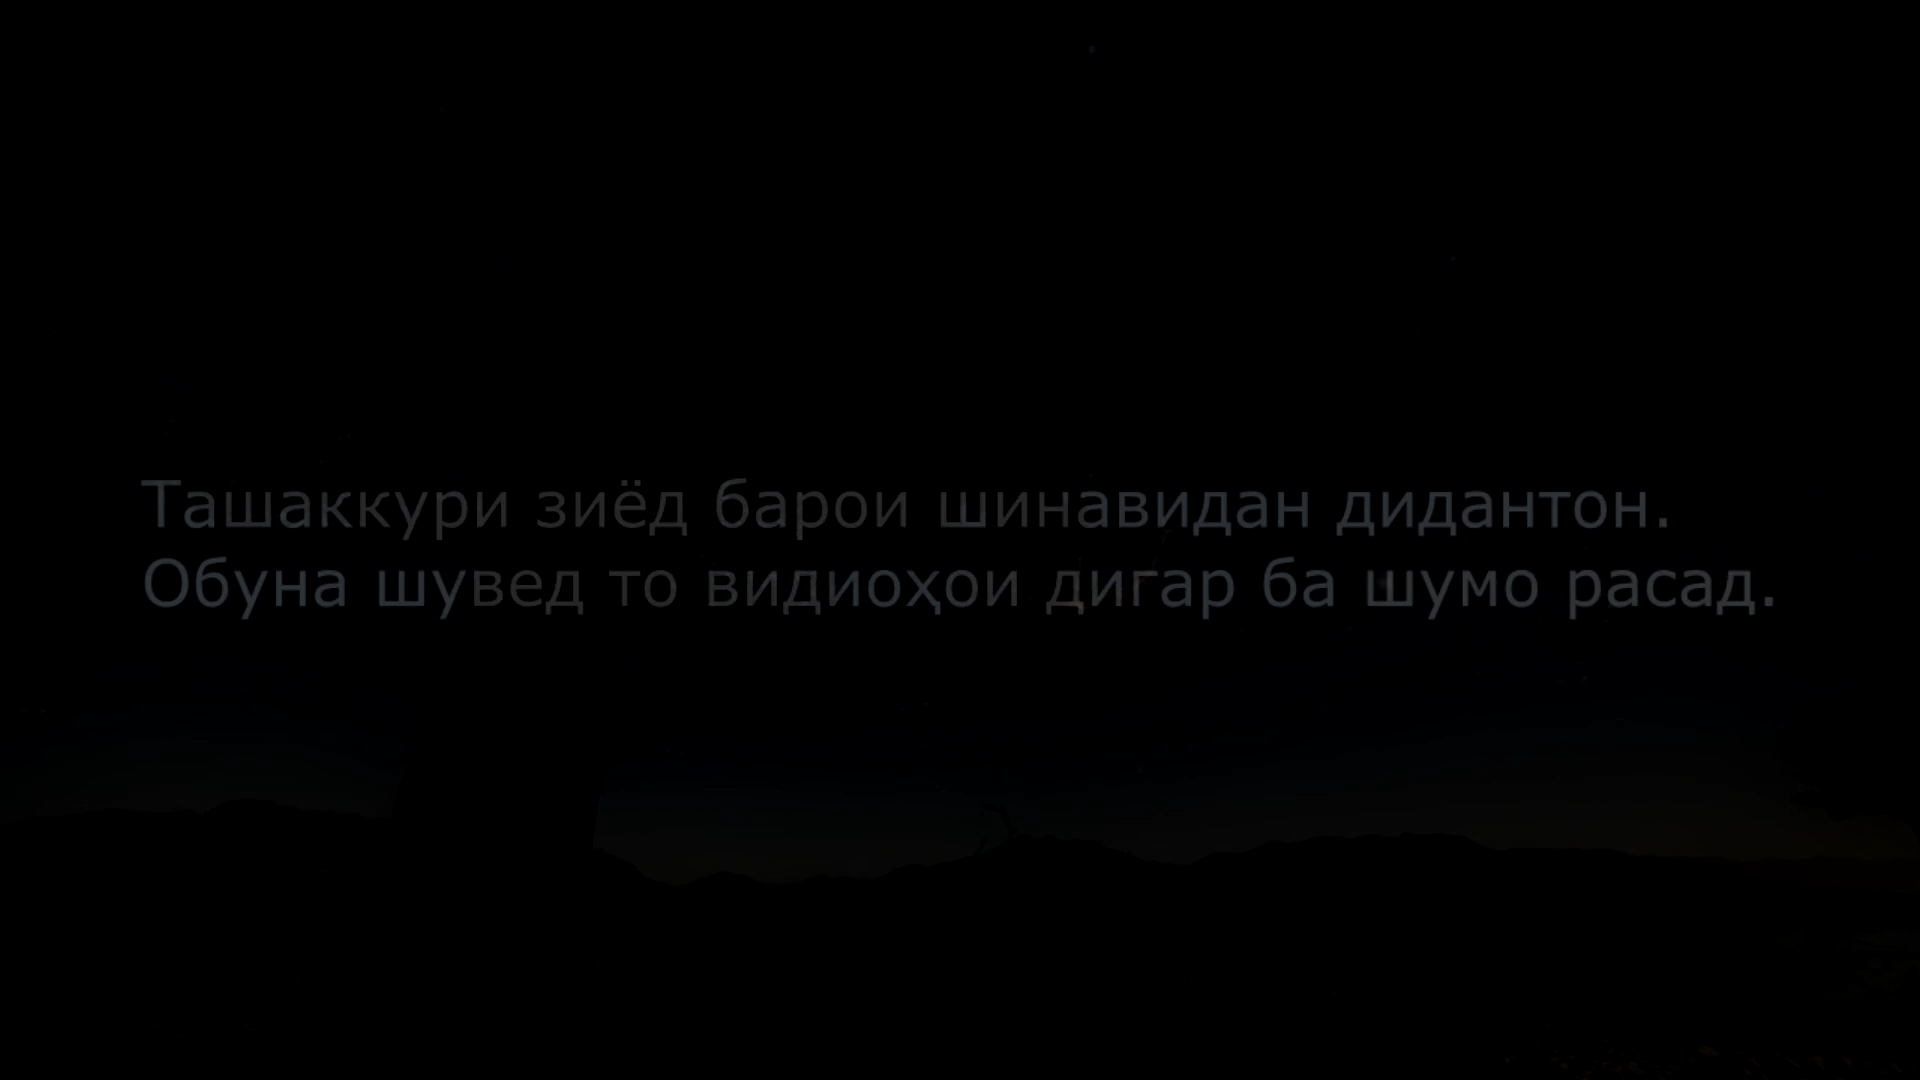 Ташаккури зиёд барои шинавидан дидантон.
Обуна шувед то видиоҳои дигар ба шумо расад.